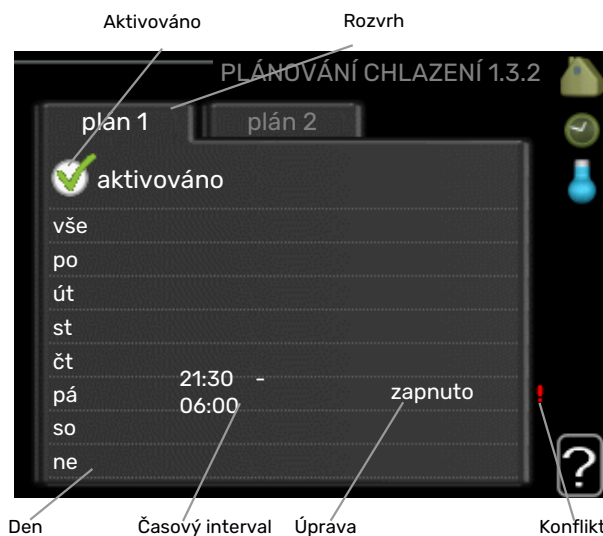 Aktivováno Rozvrh
PLÁNOVÁNÍ CHLAZENÍ 1.3.2
plán 1 plán 2
aktivováno
vše
po
út
st
čt
pá 21:30 - 06:00 zapnuto !
so
ne
?
Den Časový interval Úprava Konflikt